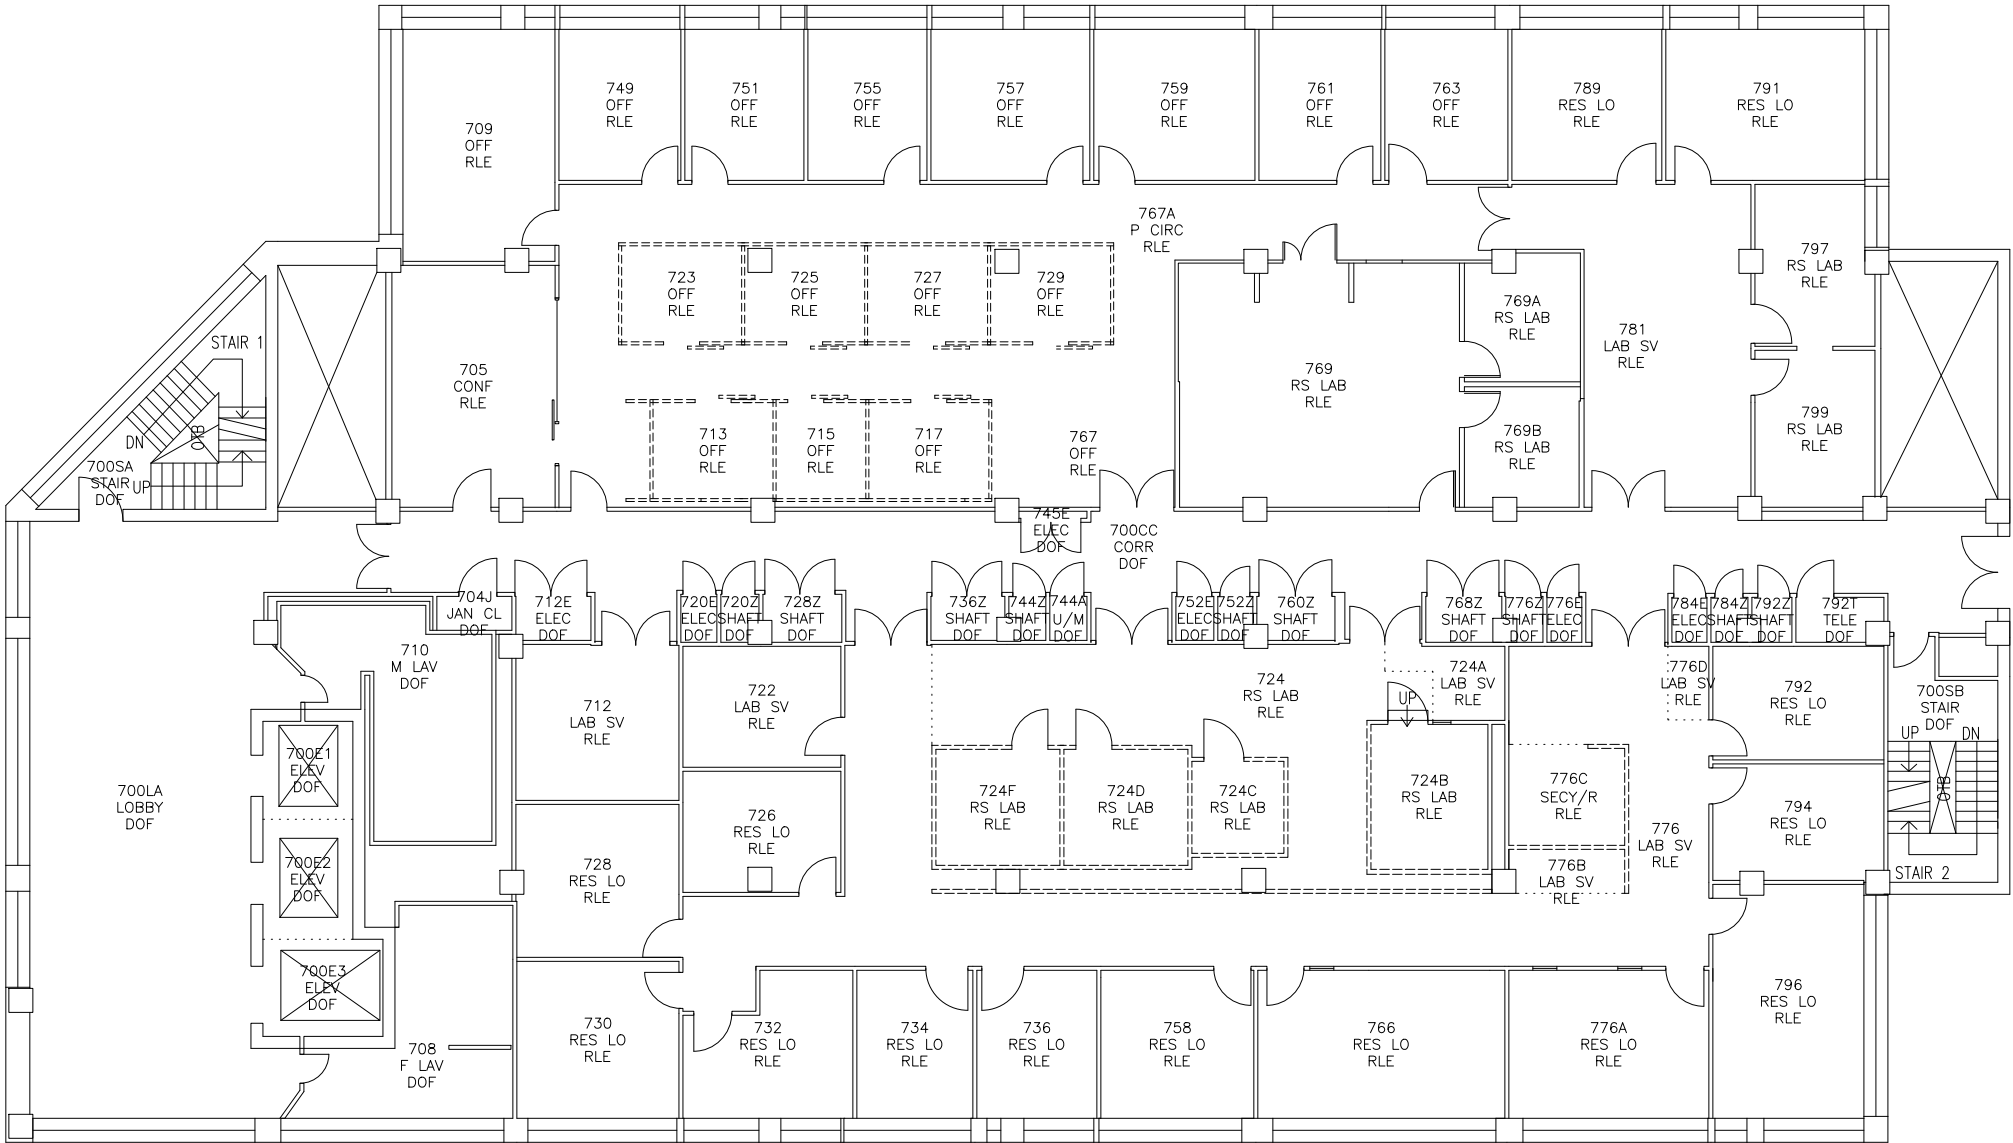 749
OFF
RLE
751
OFF
RLE
755
OFF
RLE
757
OFF
RLE
759
OFF
RLE
761
OFF
RLE
763
OFF
RLE
789
RES LO
RLE
791
RES LO
RLE
709
OFF
RLE
767A
P CIRC
RLE
723
OFF
RLE
725
OFF
RLE
727
OFF
RLE
729
OFF
RLE
797
RS LAB
RLE
769A
RS LAB
RLE
781
LAB SV
RLE
STAIR 1
705
CONF
RLE
769
RS LAB
RLE
799
RS LAB
RLE
DN
OTB
UP
700SA
STAIR
DOF
713
OFF
RLE
715
OFF
RLE
717
OFF
RLE
767
OFF
RLE
769B
RS LAB
RLE
745E
ELEC
DOF
700CC
CORR
DOF
704J
JAN CL
DOF
712E
ELEC
DOF
720E
ELEC
DOF
720Z
SHAFT
DOF
728Z
SHAFT
DOF
736Z
SHAFT
DOF
744Z
SHAFT
DOF
744A
U/M
DOF
752E
ELEC
DOF
752Z
SHAFT
DOF
760Z
SHAFT
DOF
768Z
SHAFT
DOF
776Z
SHAFT
DOF
776E
ELEC
DOF
784E
ELEC
DOF
784Z
SHAFT
DOF
792Z
SHAFT
DOF
792T
TELE
DOF
710
M LAV
DOF
712
LAB SV
RLE
722
LAB SV
RLE
724
RS LAB
RLE
724A
LAB SV
RLE
UP
776D
LAB SV
RLE
792
RES LO
RLE
700SB
STAIR
DOF
UP
DN
OTB
700E1
ELEV
DOF
700LA
LOBBY
DOF
726
RES LO
RLE
724F
RS LAB
RLE
724D
RS LAB
RLE
724C
RS LAB
RLE
724B
RS LAB
RLE
776C
SECY/R
RLE
776
LAB SV
RLE
794
RES LO
RLE
700E2
ELEV
DOF
728
RES LO
RLE
776B
LAB SV
RLE
STAIR 2
700E3
ELEV
DOF
708
F LAV
DOF
730
RES LO
RLE
732
RES LO
RLE
734
RES LO
RLE
736
RES LO
RLE
758
RES LO
RLE
766
RES LO
RLE
776A
RES LO
RLE
796
RES LO
RLE